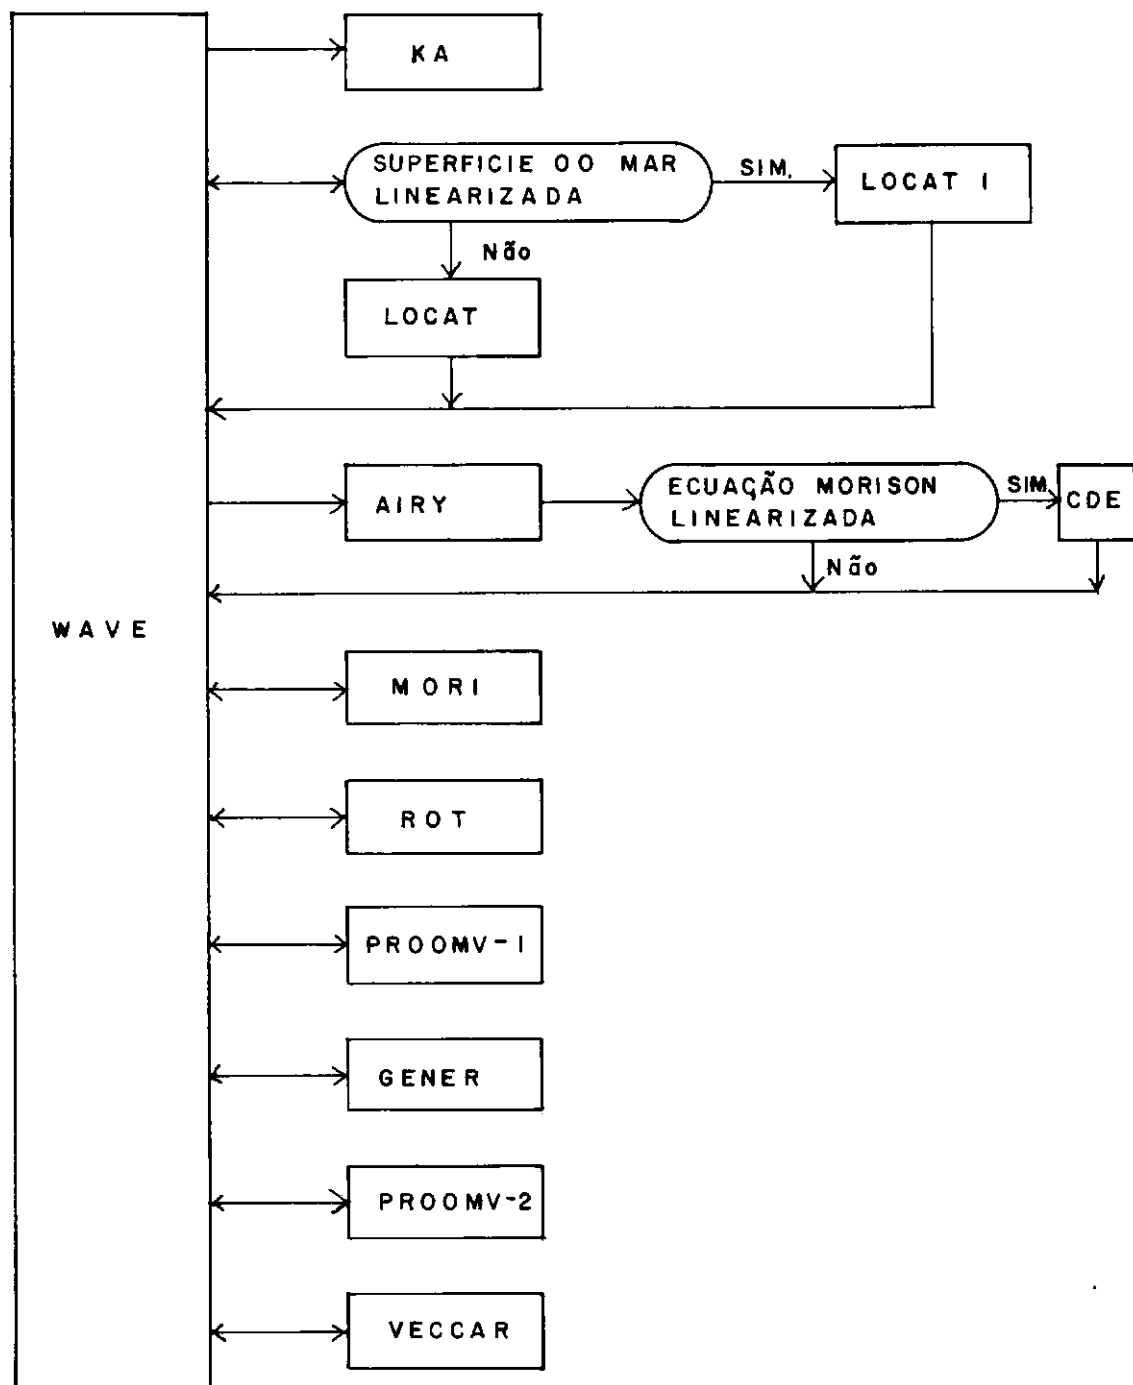 KA
SUPERFICIE OO MAR
LINEARIZADA
SIM.
LOCAT I
Não
LOCAT
AIRY
ECUAÇÃO MORISON
LINEARIZADA
SIM
CDE
Não
WAVE
MORI
ROT
PROOMV-I
GENER
PROOMV-2
VECCAR